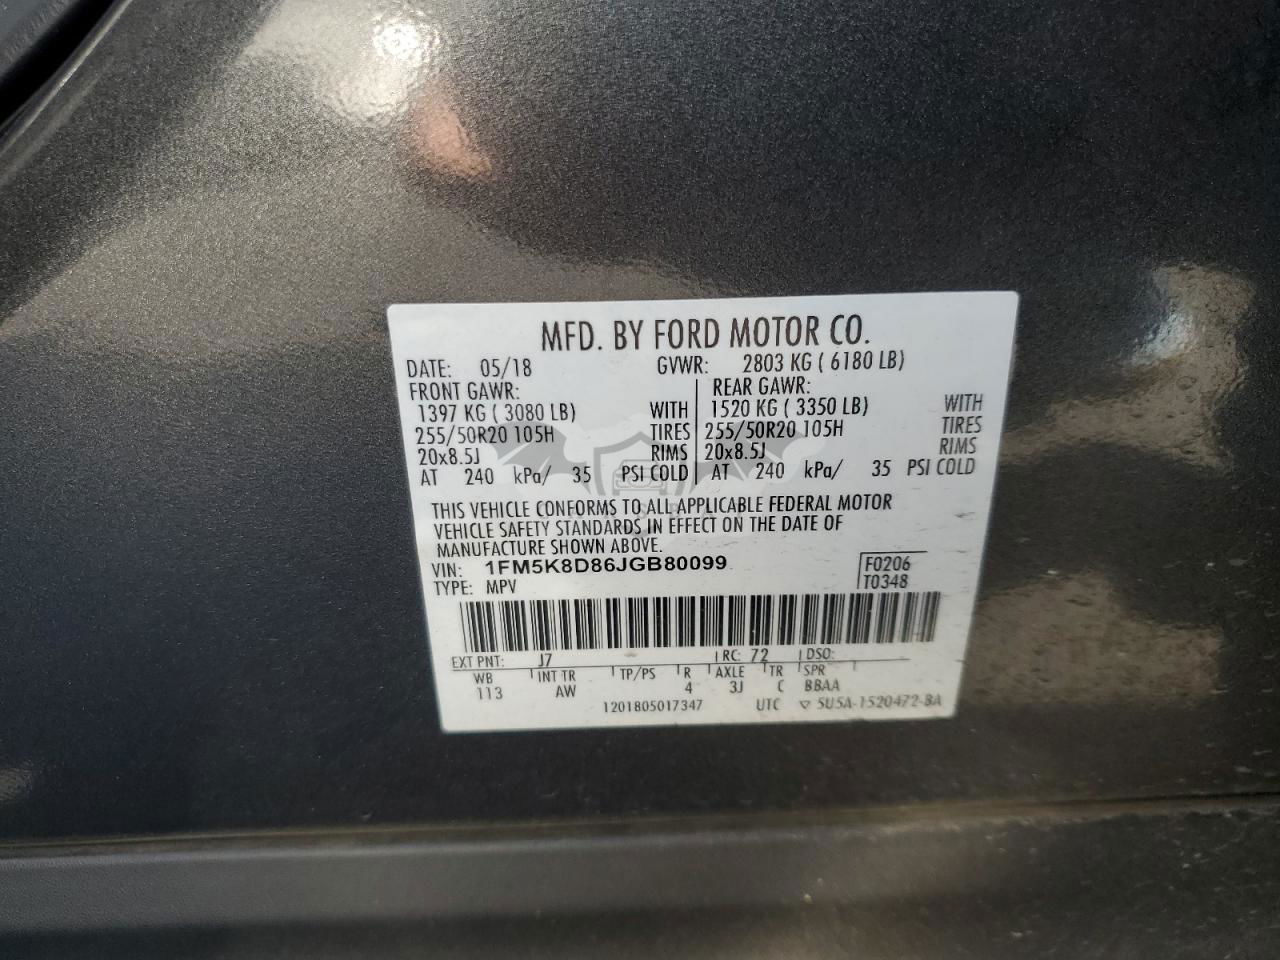 MFD. BY FORD MOTOR CO.
DATE: 05/18 GVWR: 2803 KG ( 6180 LB)
FRONT GAWR: REAR GAWR:
1397 KG ( 3080 LB) WITH 1520 KG ( 3350 LB) WITH
255/50R20 105H TIRES 255/50R20 105H TIRES
20x8.5J RIMS 20x8.5J RIMS
AT 240 kPa/ 35 PSI COLD AT 240 kPa/ 35 PSI COLD
THIS VEHICLE CONFORMS TO ALL APPLICABLE FEDERAL MOTOR
VEHICLE SAFETY STANDARDS IN EFFECT ON THE DATE OF
MANUFACTURE SHOWN ABOVE.
VIN: 1FM5K8D86JGB80099 F0206
TYPE: MPV T0348
EXT PNT: J7 RC: 72 DSO:
WB INT TR TP/PS R AXLE TR SPR
113 AW 4 3J C BBAA
1201805017347 UTC ▽ 5U5A-1520472-BA